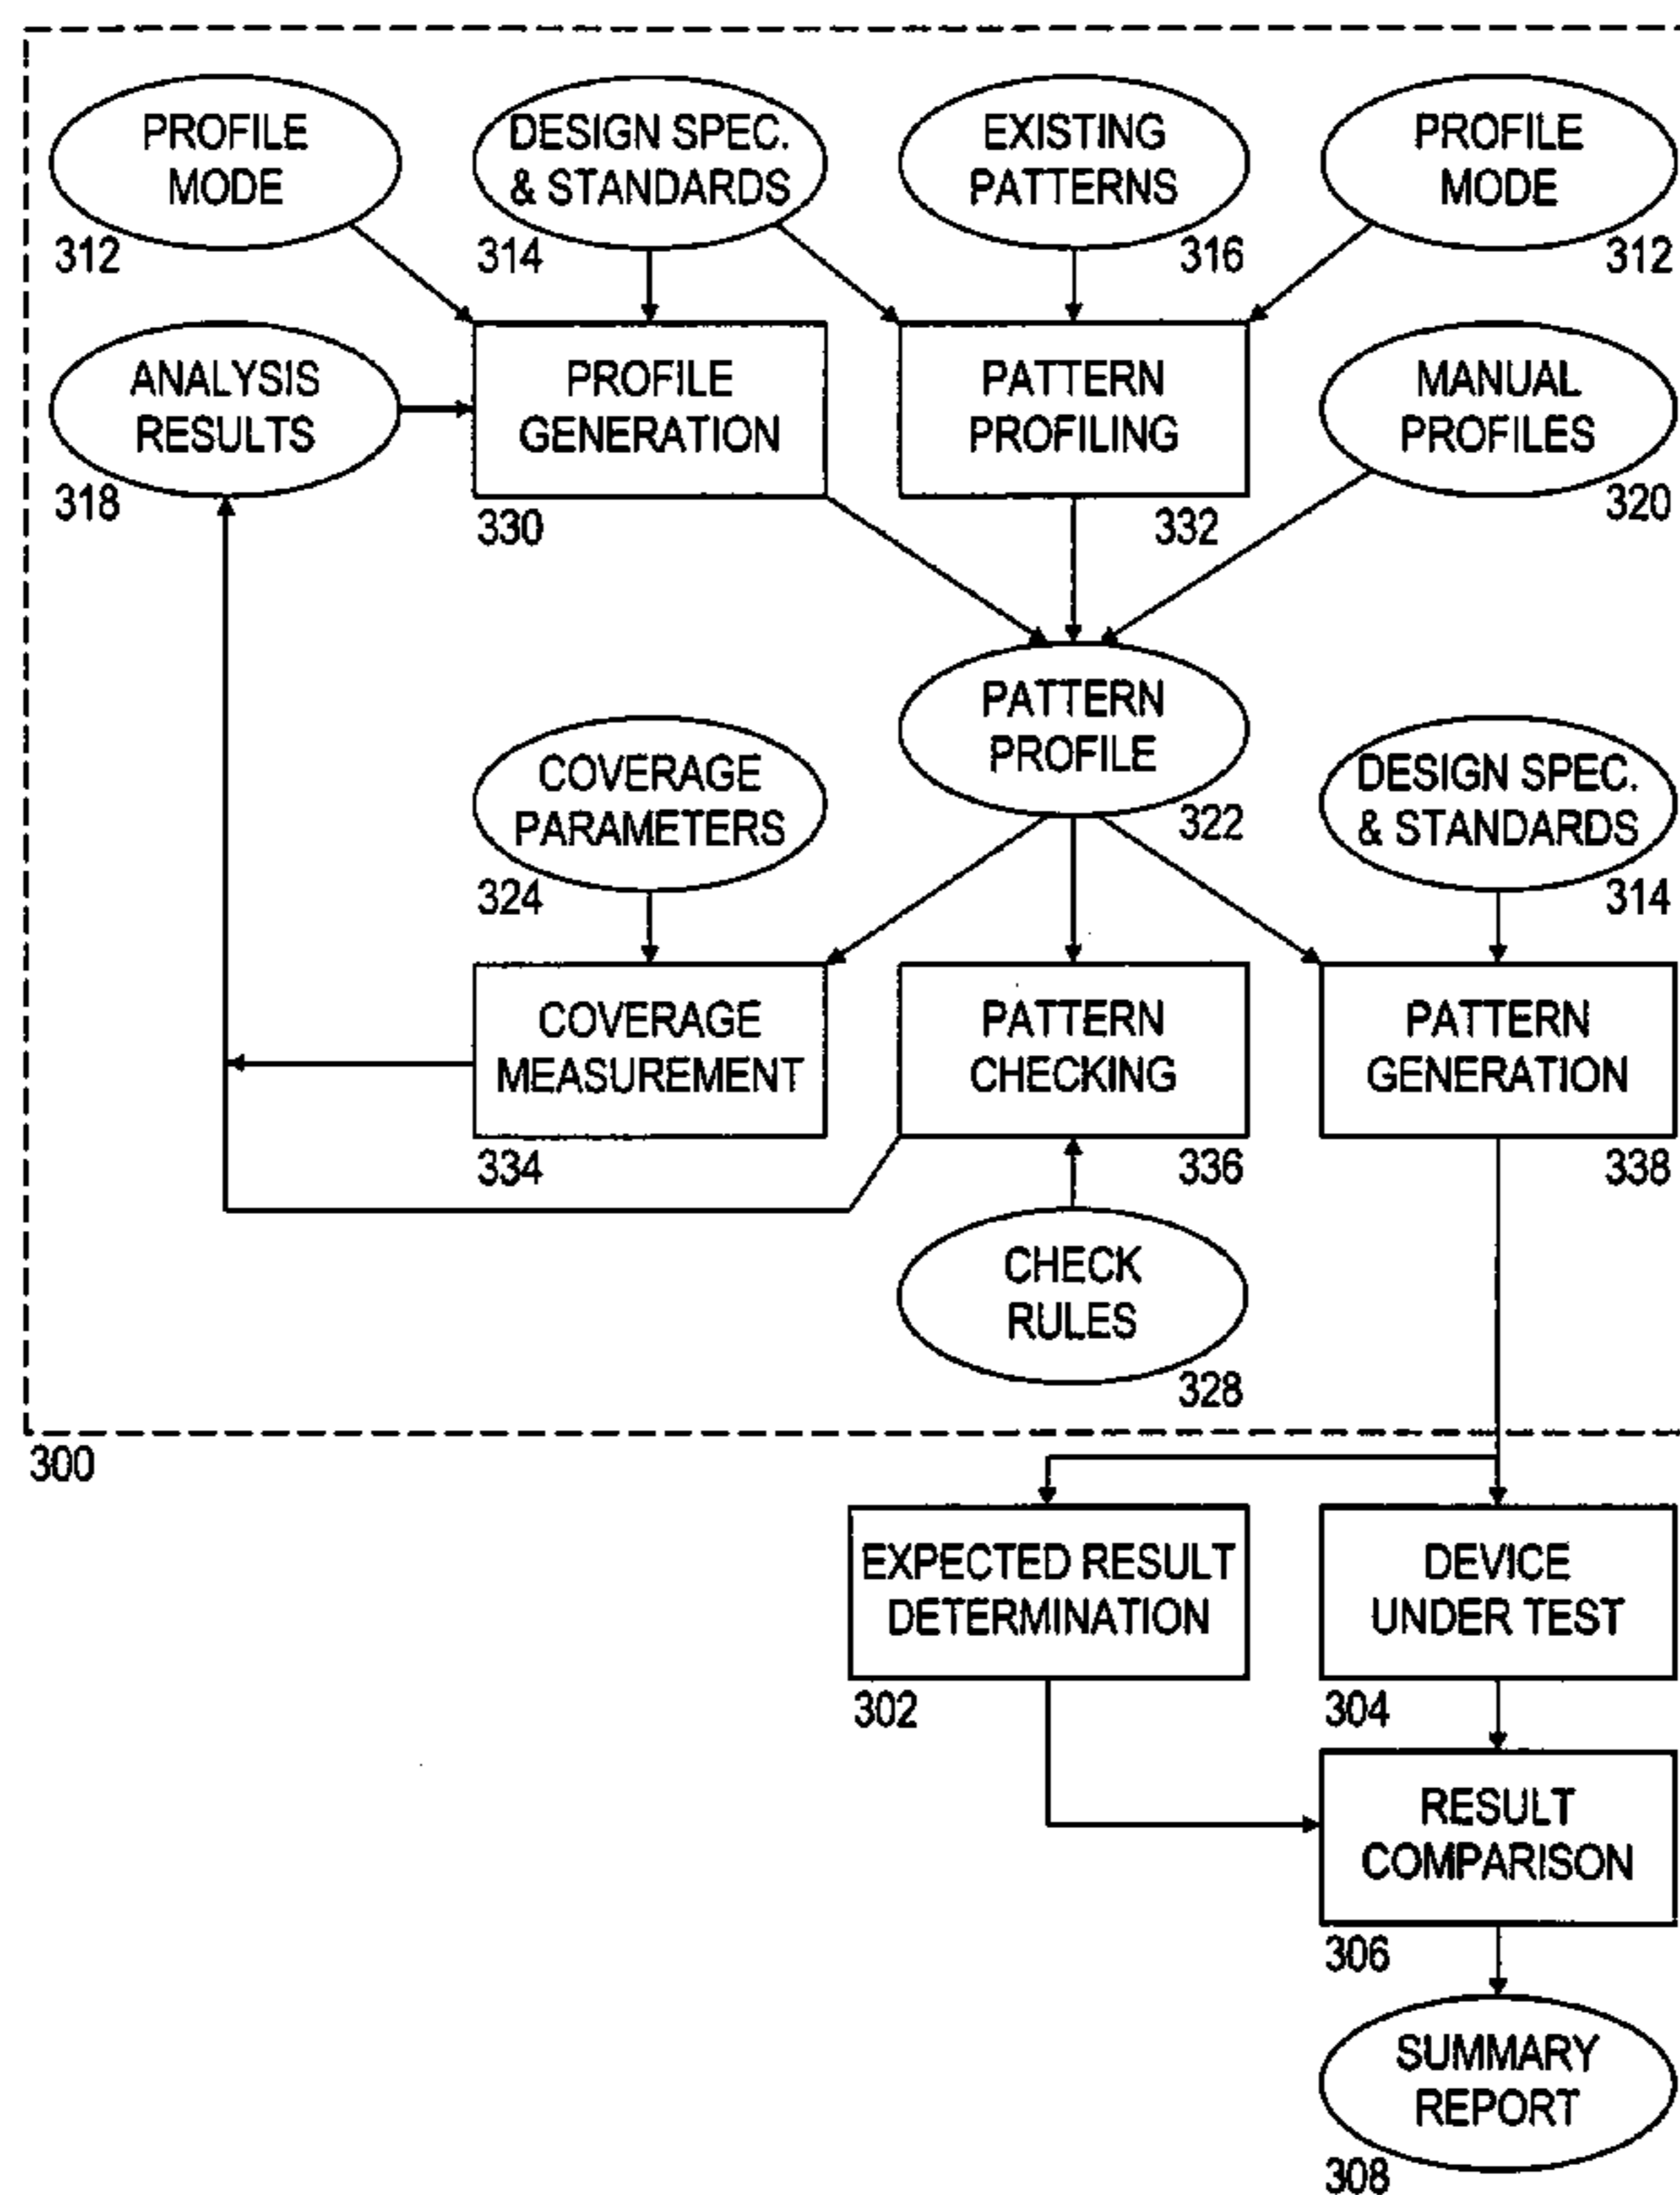 PROFILE
MODE
312
DESIGN SPEC.
& STANDARDS
314
EXISTING
PATTERNS
316
PROFILE
MODE
312
ANALYSIS
RESULTS
318
PROFILE
GENERATION
330
PATTERN
PROFILING
332
MANUAL
PROFILES
320
PATTERN
PROFILE
322
COVERAGE
PARAMETERS
324
DESIGN SPEC.
& STANDARDS
314
COVERAGE
MEASUREMENT
334
PATTERN
CHECKING
336
PATTERN
GENERATION
338
CHECK
RULES
328
300
EXPECTED RESULT
DETERMINATION
302
DEVICE
UNDER TEST
304
RESULT
COMPARISON
306
SUMMARY
REPORT
308